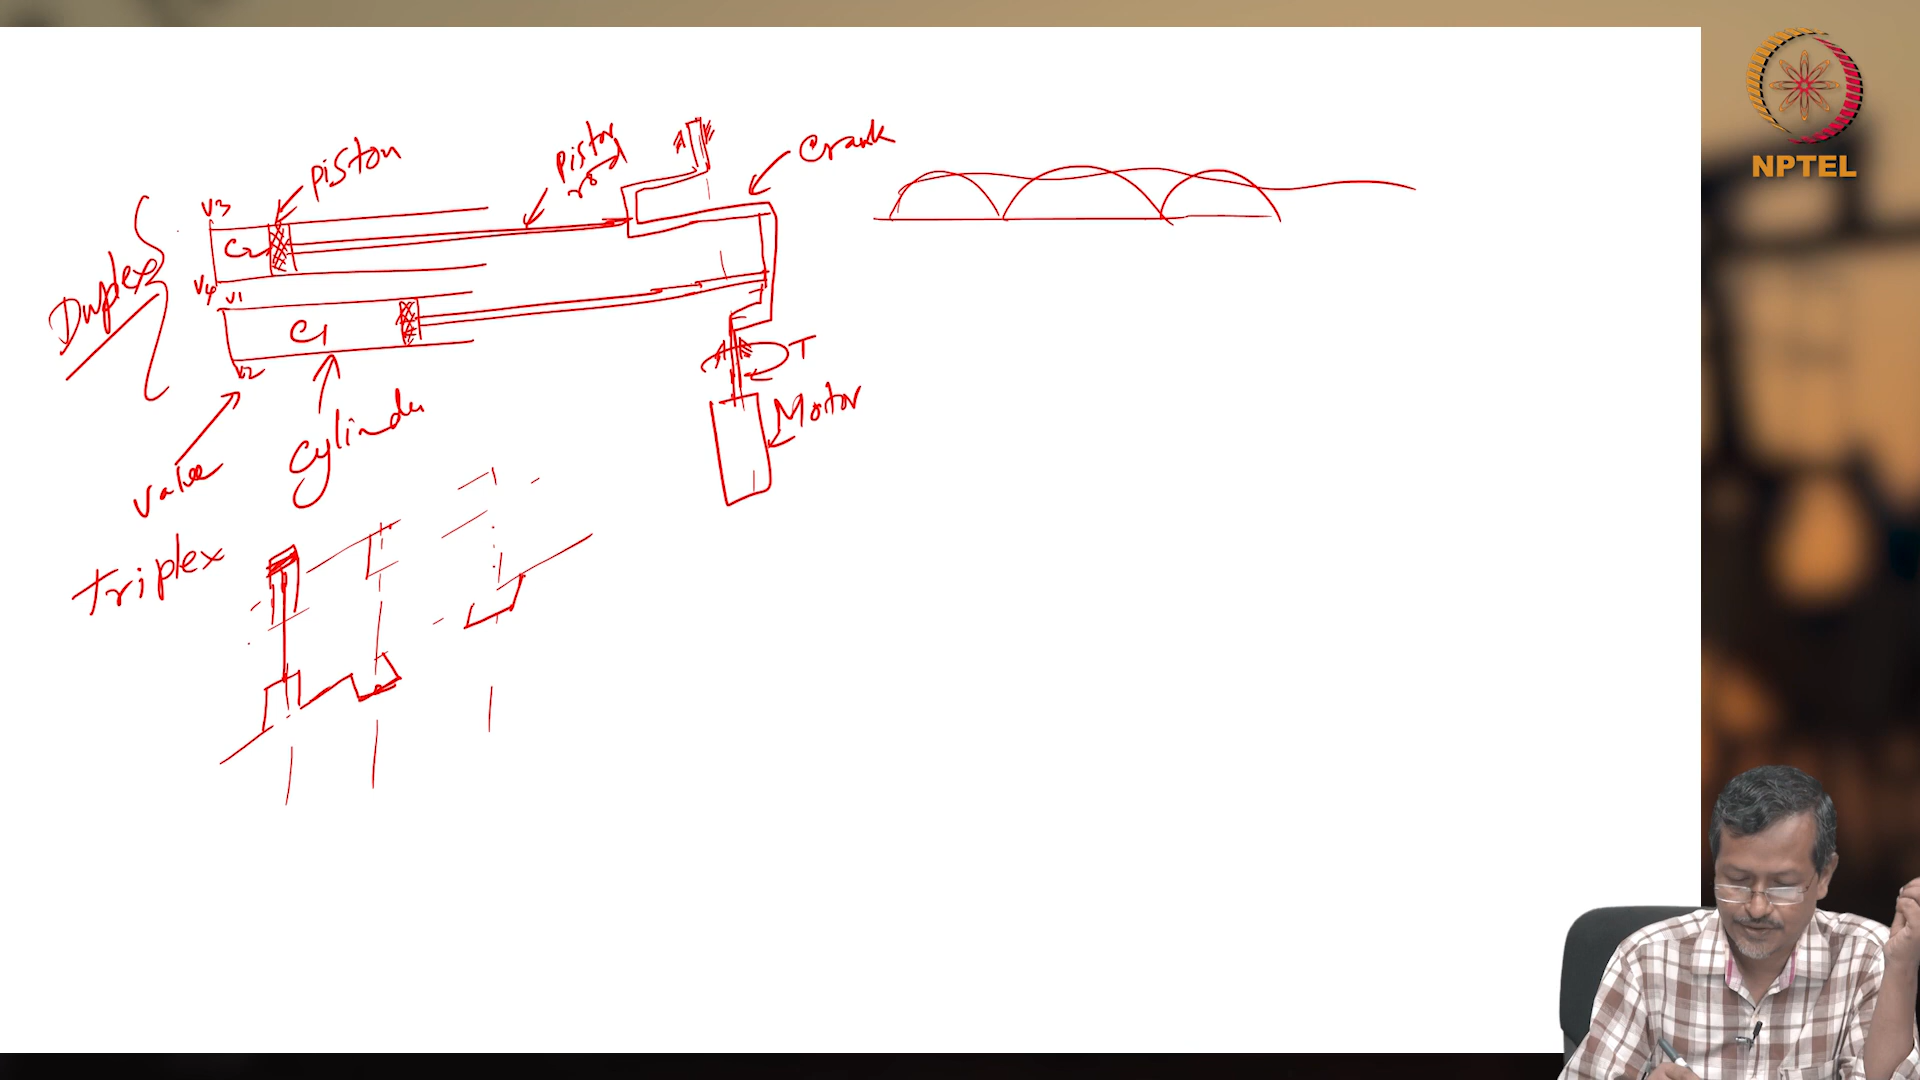 piston
piston
rod
Crank
NPTEL
V3
C2
Duplex
V4
V1
C1
V2
T
Motor
Cylinder
Valve
triplex